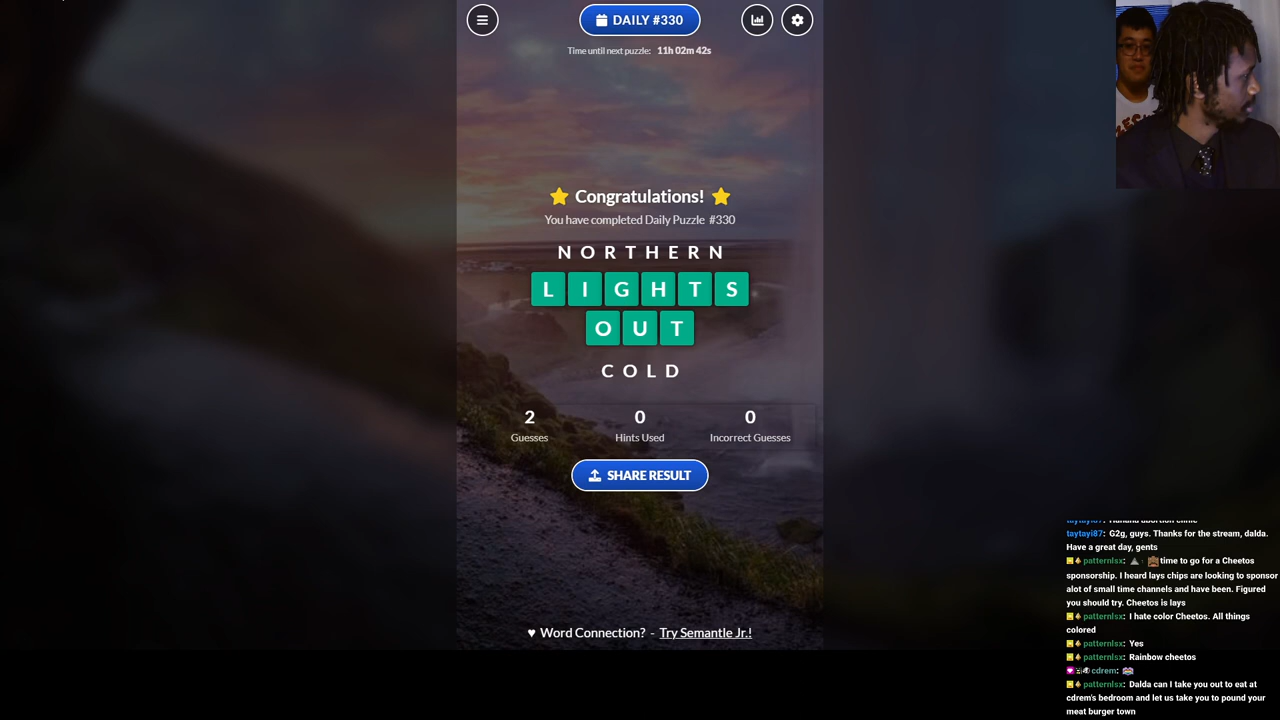 DAILY #330
Time until next puzzle: 11h 02m 42s
Congratulations!
You have completed Daily Puzzle #330
NORTHERN
LIGHTS
OUT
COLD
2 0 0
Guesses Hints Used Incorrect Guesses
SHARE RESULT
♥ Word Connection? - Try Semantle Jr.!
taytayi87: G2g, guys. Thanks for the stream, dalda.
Have a great day, gents
patternlsx: time to go for a Cheetos
sponsorship. I heard lays chips are looking to sponsor
alot of small time channels and have been. Figured
you should try. Cheetos is lays
patternlsx: I hate color Cheetos. All things
colored
patternlsx: Yes
patternlsx: Rainbow cheetos
cdrem:
patternlsx: Dalda can I take you out to eat at
cdrem's bedroom and let us take you to pound your
meat burger town